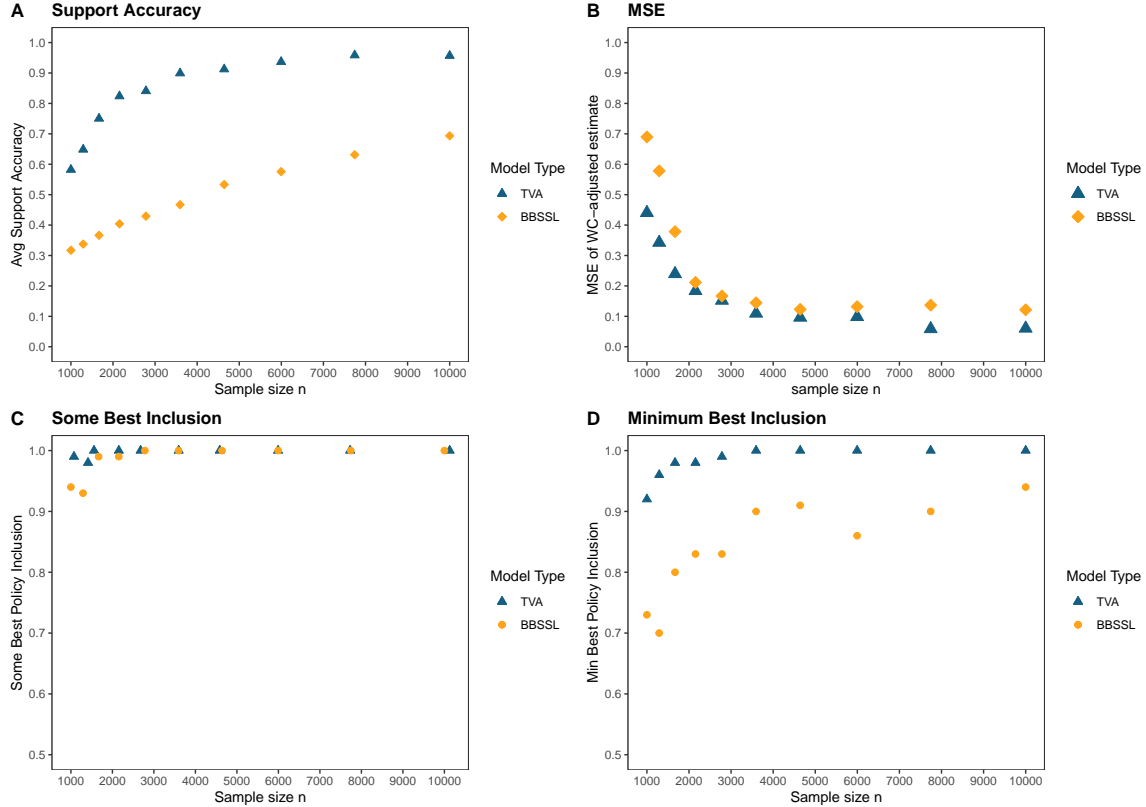 A Support Accuracy
1.0
0.9
0.8
0.7
0.6
0.5
0.4
0.3
0.2
0.1
0.0
Avg Support Accuracy
1000 2000 3000 4000 5000 6000 7000 8000 9000 10000
Sample size n
Model Type
TVA
BBSSL
B MSE
1.0
0.9
0.8
0.7
0.6
0.5
0.4
0.3
0.2
0.1
0.0
MSE of WC−adjusted estimate
1000 2000 3000 4000 5000 6000 7000 8000 9000 10000
sample size n
Model Type
TVA
BBSSL
C Some Best Inclusion
1.0
0.9
0.8
0.7
0.6
0.5
Some Best Policy Inclusion
1000 2000 3000 4000 5000 6000 7000 8000 9000 10000
Sample size n
Model Type
TVA
BBSSL
D Minimum Best Inclusion
1.0
0.9
0.8
0.7
0.6
0.5
Min Best Policy Inclusion
1000 2000 3000 4000 5000 6000 7000 8000 9000 10000
Sample size n
Model Type
TVA
BBSSL